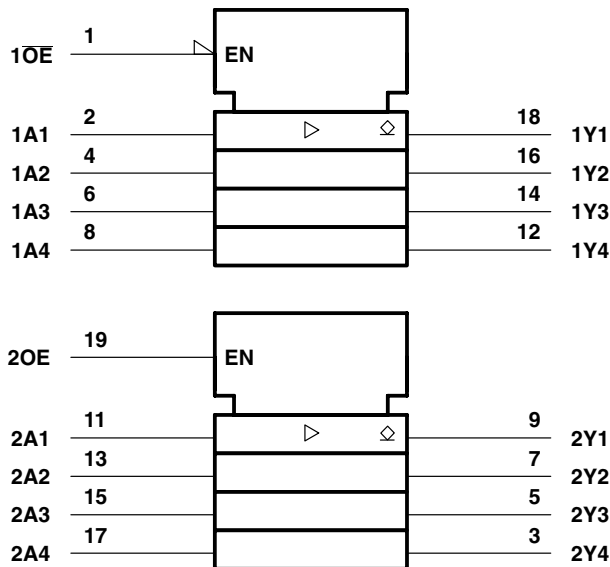 1O̅E̅ 1 EN
1A1 2 18 1Y1
1A2 4 16 1Y2
1A3 6 14 1Y3
1A4 8 12 1Y4
2OE 19 EN
2A1 11 9 2Y1
2A2 13 7 2Y2
2A3 15 5 2Y3
2A4 17 3 2Y4